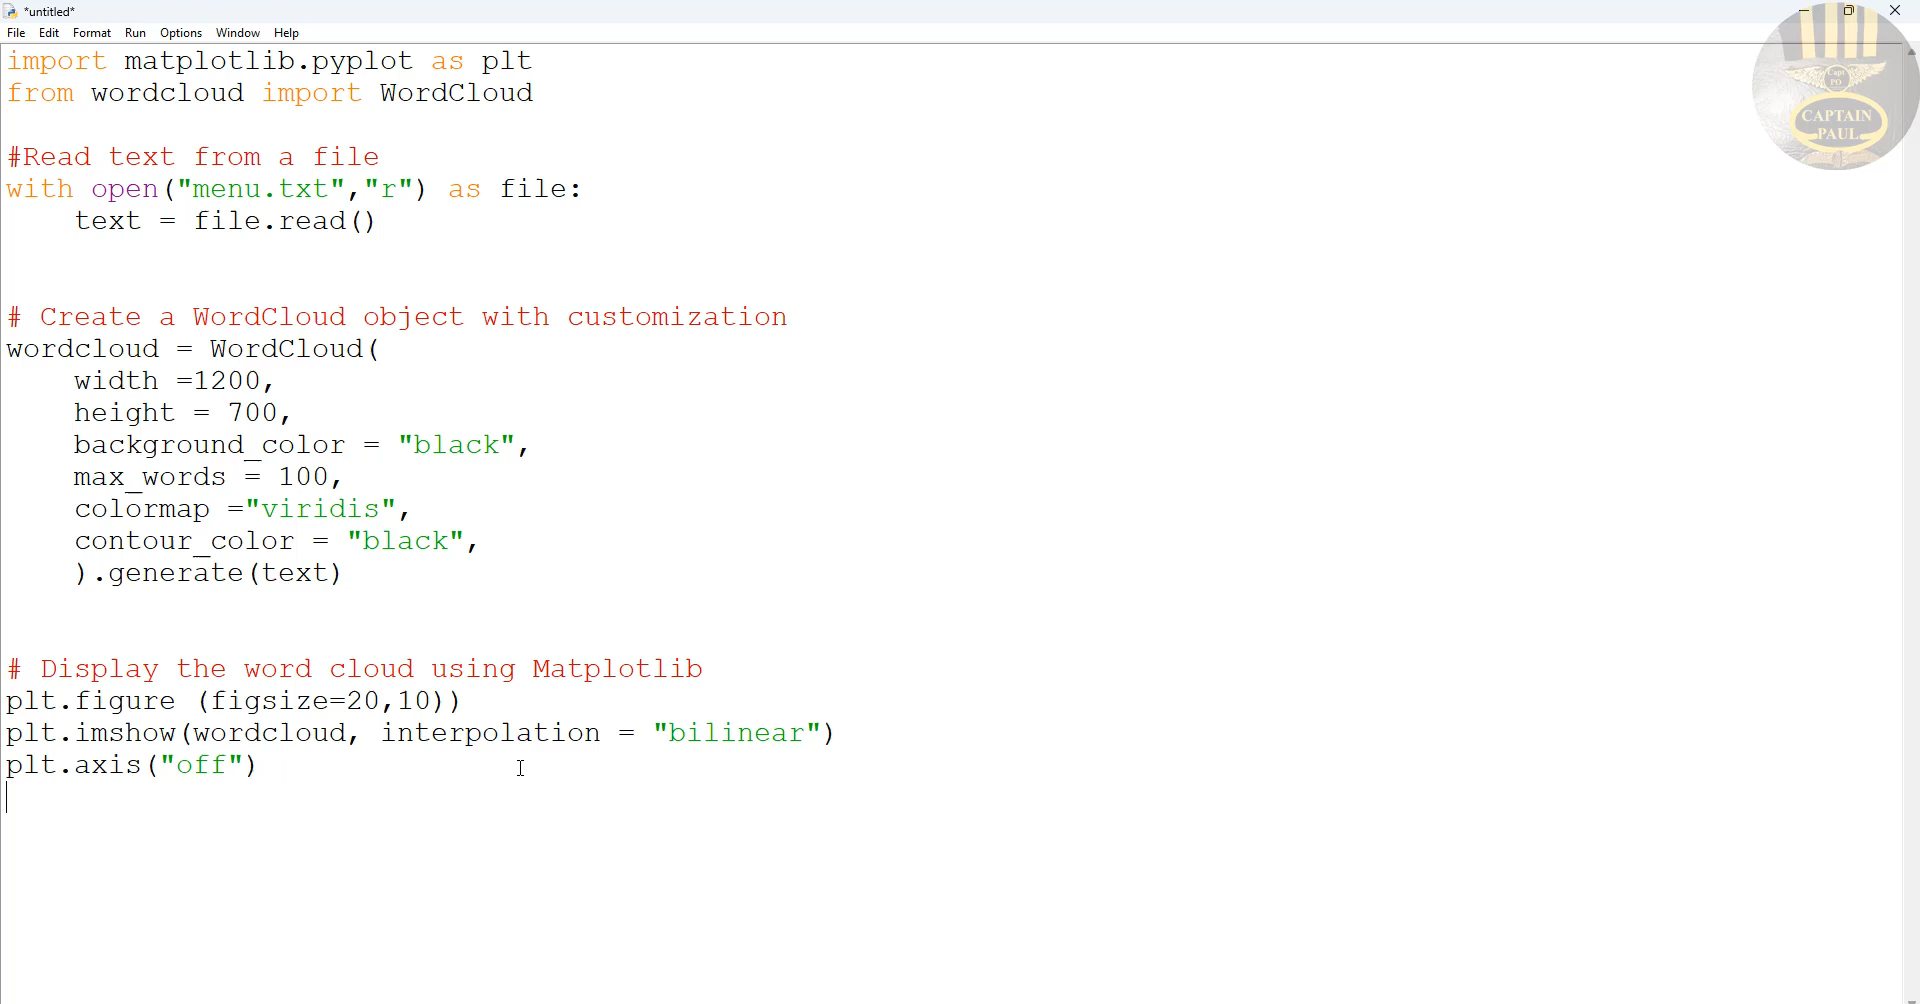 *untitled*
File Edit Format Run Options Window Help
import matplotlib.pyplot as plt
from wordcloud import WordCloud
#Read text from a file
with open("menu.txt","r") as file:
    text = file.read()
# Create a WordCloud object with customization
wordcloud = WordCloud(
    width =1200,
    height = 700,
    background_color = "black",
    max_words = 100,
    colormap ="viridis",
    contour_color = "black",
    ).generate(text)
# Display the word cloud using Matplotlib
plt.figure (figsize=20,10))
plt.imshow(wordcloud, interpolation = "bilinear")
plt.axis("off")
Capt
PO
CAPTAIN
PAUL